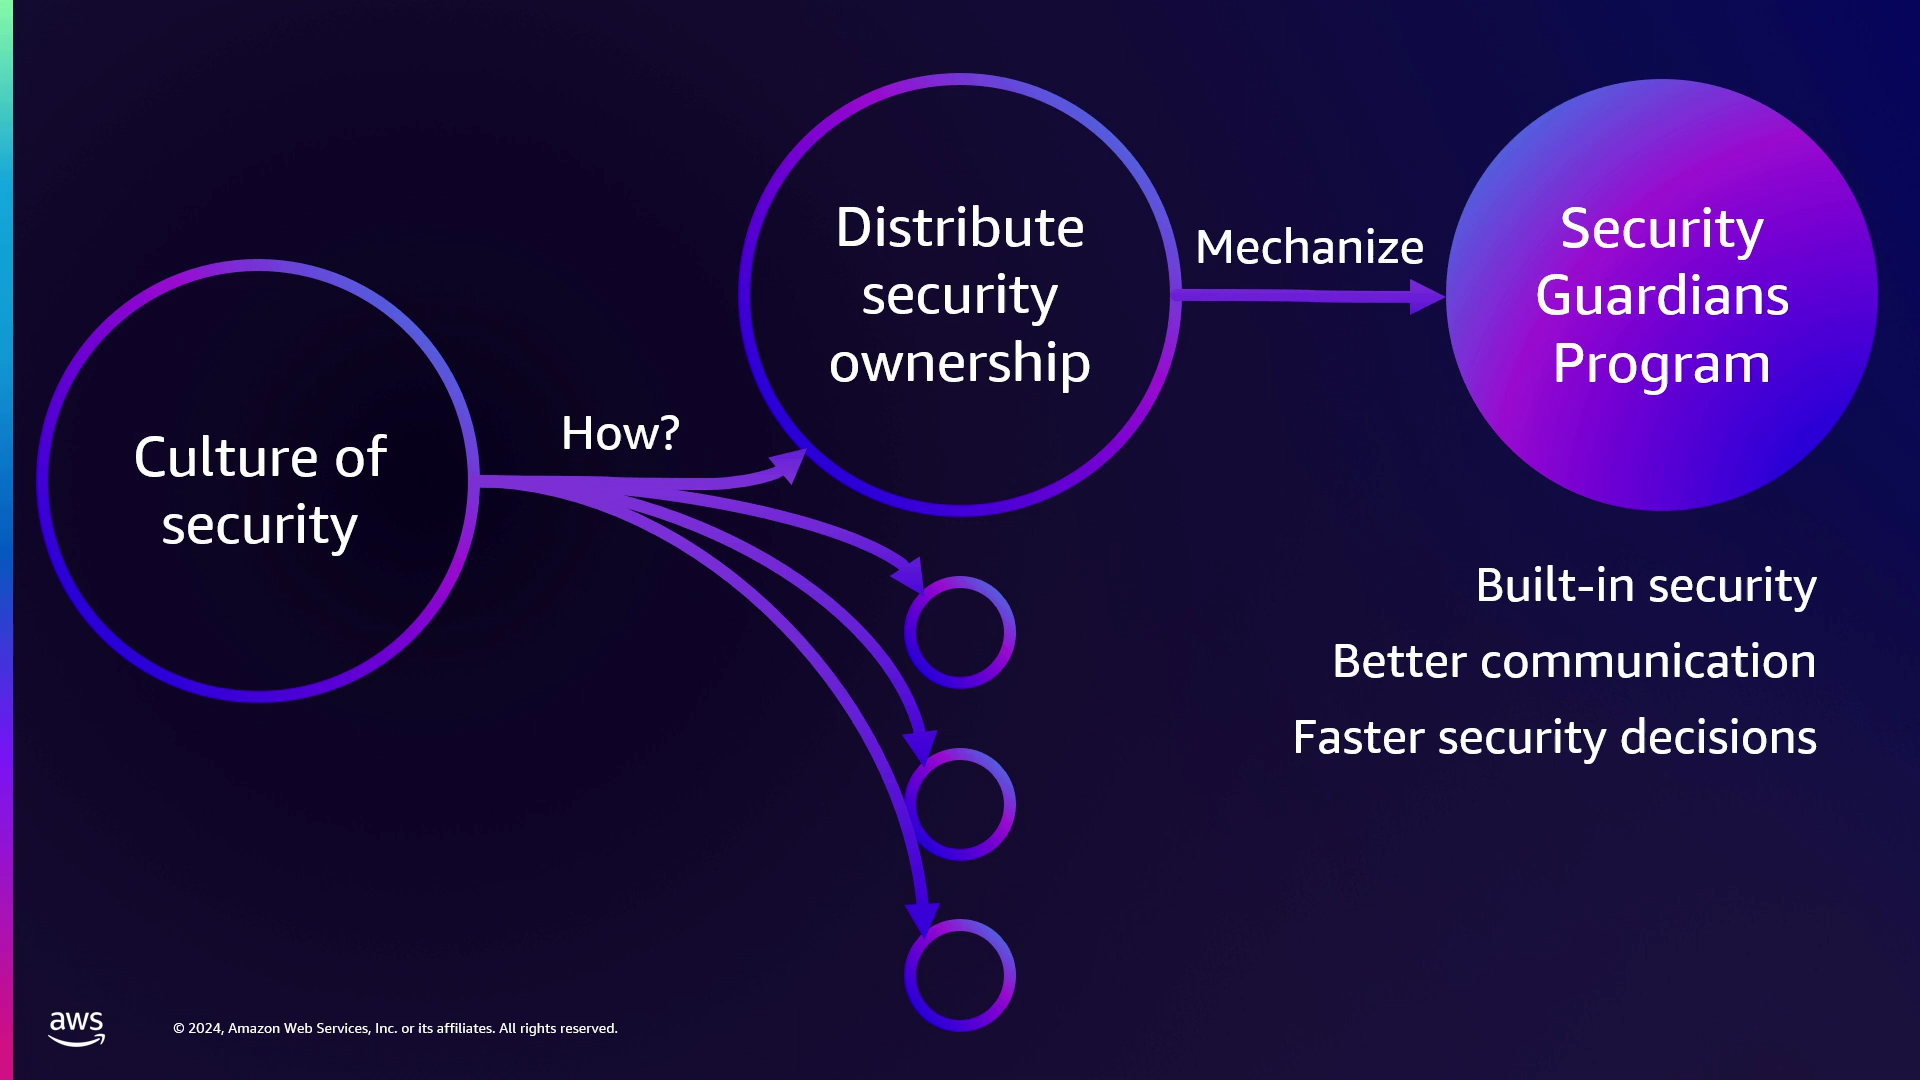 Culture of
security
How?
Distribute
security
ownership
Mechanize
Security
Guardians
Program
Built-in security
Better communication
Faster security decisions
aws
© 2024, Amazon Web Services, Inc. or its affiliates. All rights reserved.